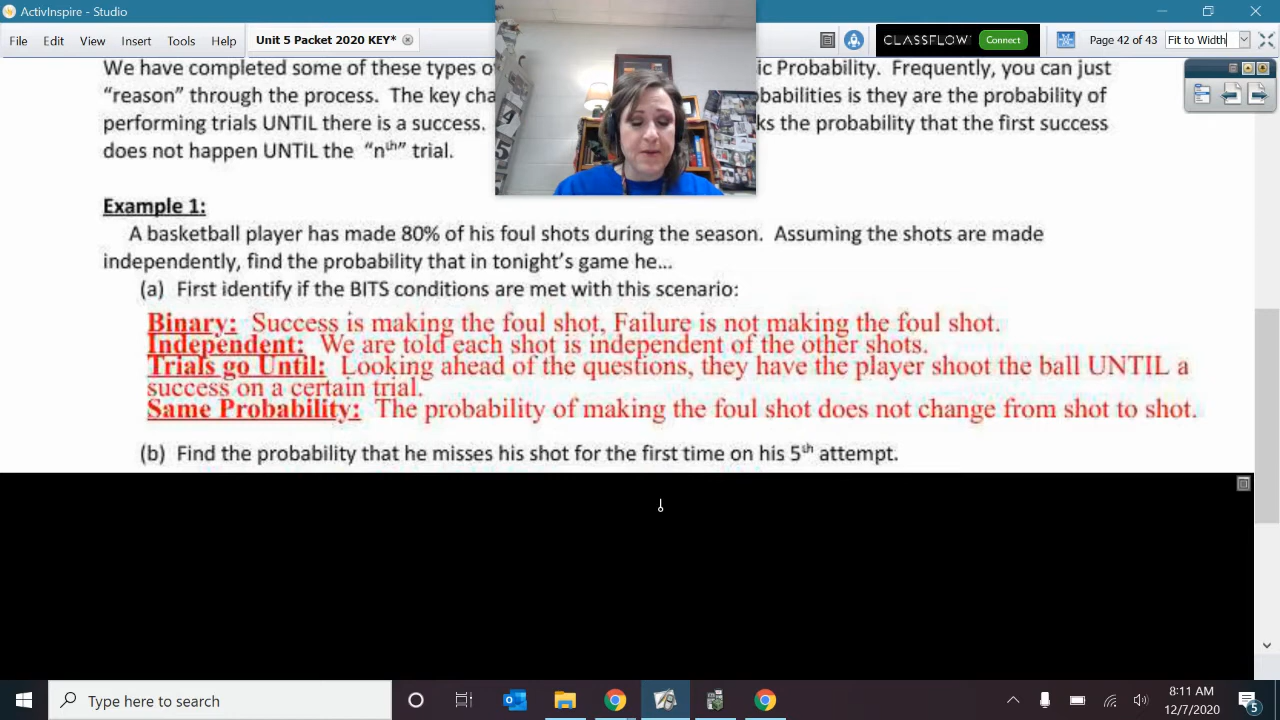 ActivInspire - Studio
File Edit View Insert Tools Help Unit 5 Packet 2020 KEY* CLASSFLOW Connect Page 42 of 43 Fit to Width
We have completed some of these types o ic Probability. Frequently, you can just
“reason” through the process. The key cha babilities is they are the probability of
performing trials UNTIL there is a success. ks the probability that the first success
does not happen UNTIL the “nth” trial.
Example 1:
A basketball player has made 80% of his foul shots during the season. Assuming the shots are made
independently, find the probability that in tonight’s game he…
(a) First identify if the BITS conditions are met with this scenario:
Binary: Success is making the foul shot, Failure is not making the foul shot.
Independent: We are told each shot is independent of the other shots.
Trials go Until: Looking ahead of the questions, they have the player shoot the ball UNTIL a
success on a certain trial.
Same Probability: The probability of making the foul shot does not change from shot to shot.
(b) Find the probability that he misses his shot for the first time on his 5th attempt.
Type here to search
8:11 AM
12/7/2020
5